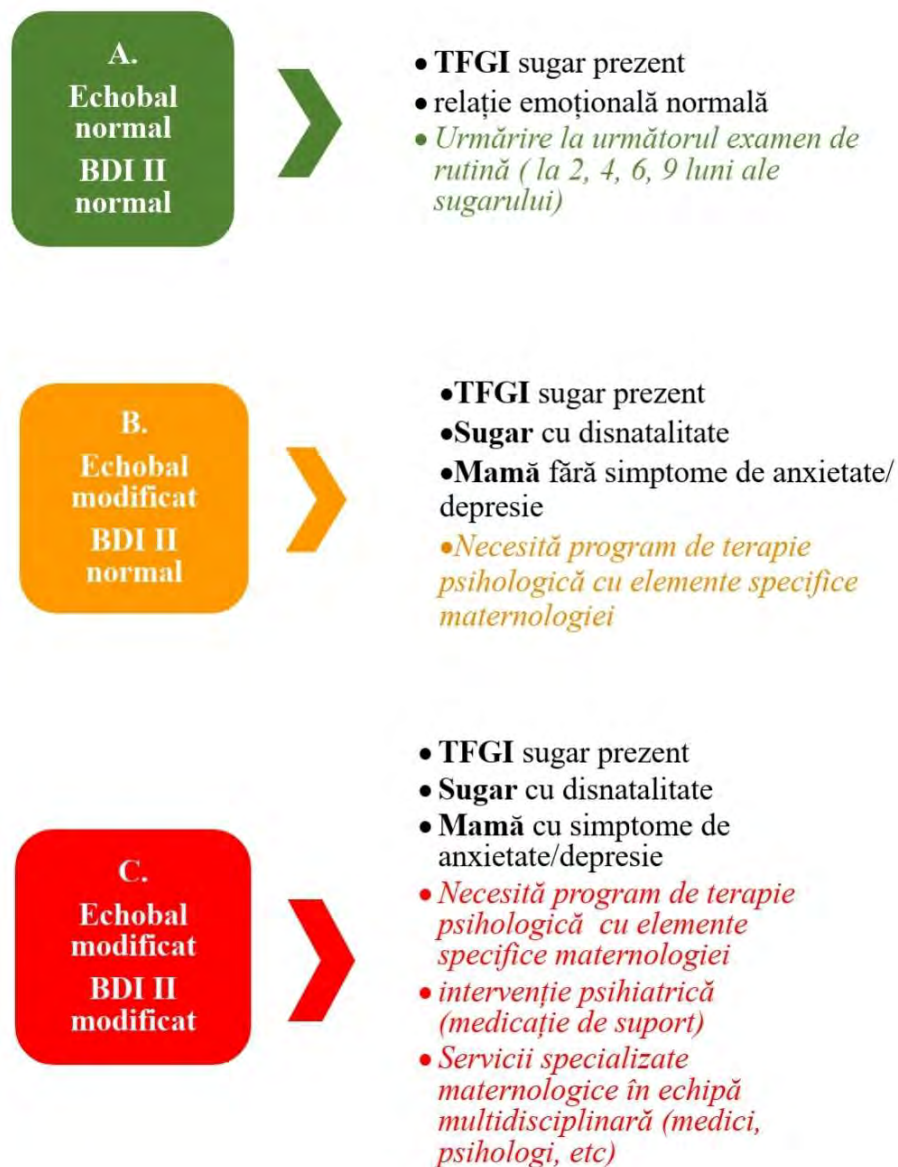 A.
Echobal
normal
BDI II
normal
• TFGI sugar prezent
• relație emoțională normală
• Urmărire la următorul examen de
rutină ( la 2, 4, 6, 9 luni ale
sugarului)
B.
Echobal
modificat
BDI II
normal
•TFGI sugar prezent
•Sugar cu disnatalitate
•Mamă fără simptome de anxietate/
depresie
•Necesită program de terapie
psihologică cu elemente specifice
maternologiei
C.
Echobal
modificat
BDI II
modificat
• TFGI sugar prezent
• Sugar cu disnatalitate
• Mamă cu simptome de
anxietate/depresie
• Necesită program de terapie
psihologică cu elemente
specifice maternologiei
• intervenție psihiatrică
(medicație de suport)
• Servicii specializate
maternologice în echipă
multidisciplinară (medici,
psihologi, etc)